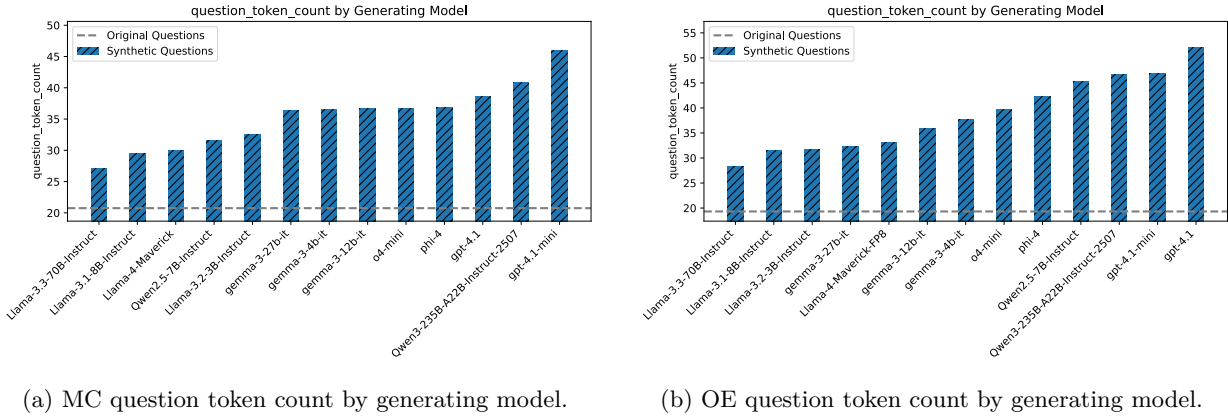 question_token_count by Generating Model
Original Questions
Synthetic Questions
question_token_count
50
45
40
35
30
25
20
Llama-3.3-70B-Instruct
Llama-3.1-8B-Instruct
Llama-4-Maverick
Qwen2.5-7B-Instruct
Llama-3.2-3B-Instruct
gemma-3-27b-it
gemma-3-4b-it
gemma-3-12b-it
o4-mini
phi-4
gpt-4.1
Qwen3-235B-A22B-Instruct-2507
gpt-4.1-mini
(a) MC question token count by generating model.
question_token_count by Generating Model
Original Questions
Synthetic Questions
question_token_count
55
50
45
40
35
30
25
20
Llama-3.3-70B-Instruct
Llama-3.1-8B-Instruct
Llama-3.2-3B-Instruct
gemma-3-27b-it
Llama-4-Maverick-FP8
gemma-3-12b-it
gemma-3-4b-it
o4-mini
phi-4
Qwen2.5-7B-Instruct
Qwen3-235B-A22B-Instruct-2507
gpt-4.1-mini
gpt-4.1
(b) OE question token count by generating model.